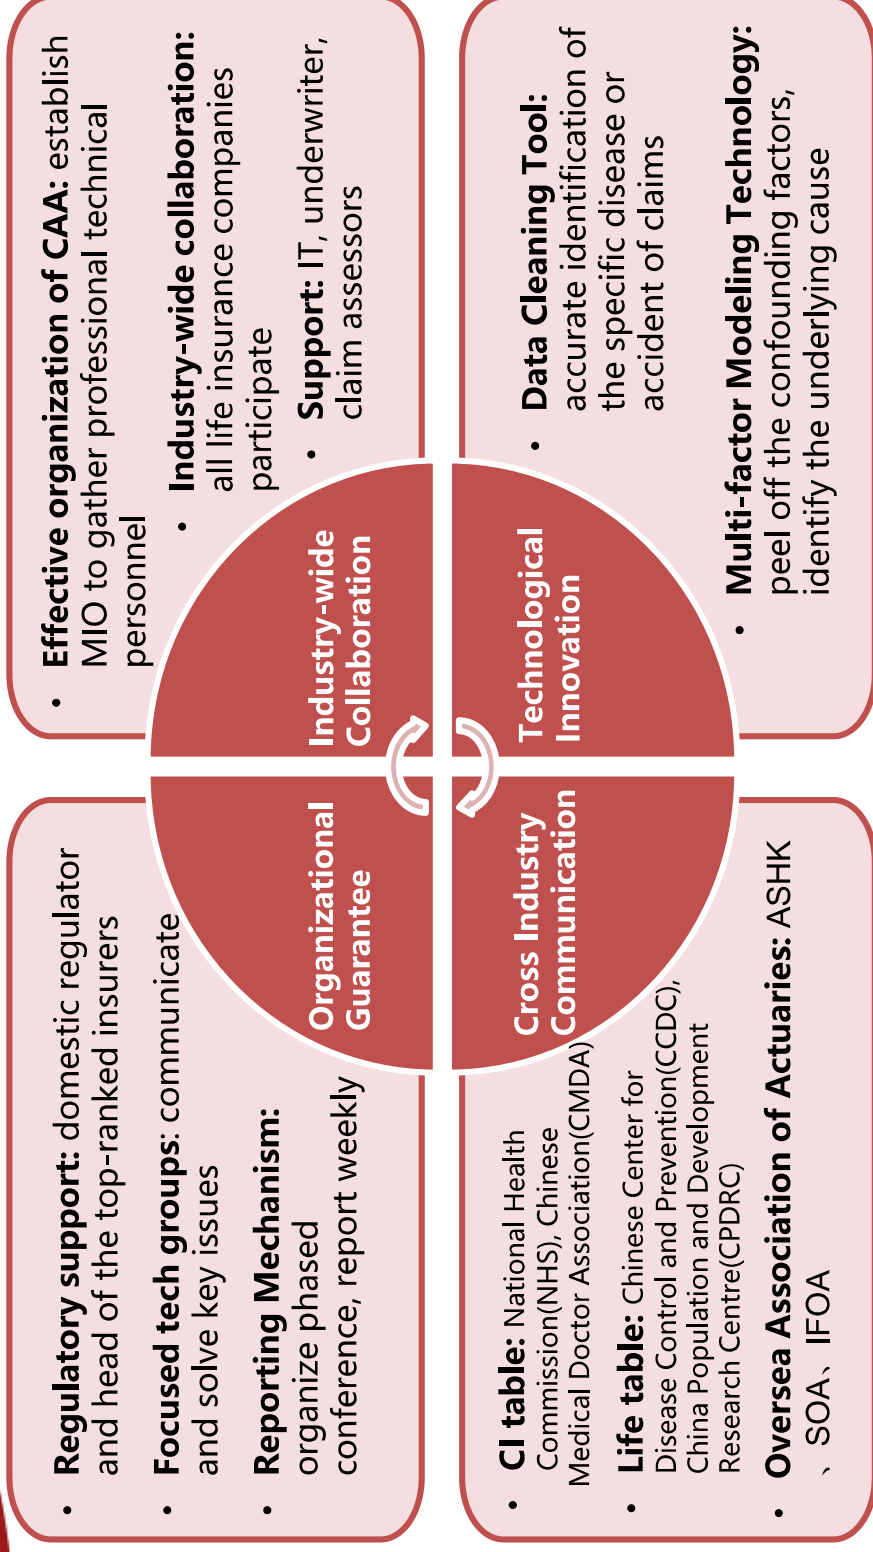 • Regulatory support: domestic regulator
and head of the top-ranked insurers
• Focused tech groups: communicate
and solve key issues
• Reporting Mechanism:
organize phased
conference, report weekly
• Effective organization of CAA: establish
MIO to gather professional technical
personnel
• Industry-wide collaboration:
all life insurance companies
participate
• Support: IT, underwriter,
claim assessors
Organizational
Guarantee
Industry-wide
Collaboration
Cross Industry
Communication
Technological
Innovation
• CI table: National Health
Commission(NHS), Chinese
Medical Doctor Association(CMDA)
• Life table: Chinese Center for
Disease Control and Prevention(CCDC),
China Population and Development
Research Centre(CPDRC)
• Oversea Association of Actuaries: ASHK
、SOA、IFOA
• Data Cleaning Tool:
accurate identification of
the specific disease or
accident of claims
• Multi-factor Modeling Technology:
peel off the confounding factors,
identify the underlying cause